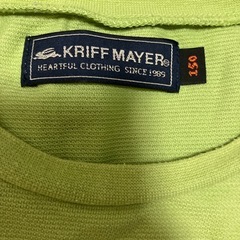 KRIFF MAYER®
HEARTFUL CLOTHING SINCE 1989
150